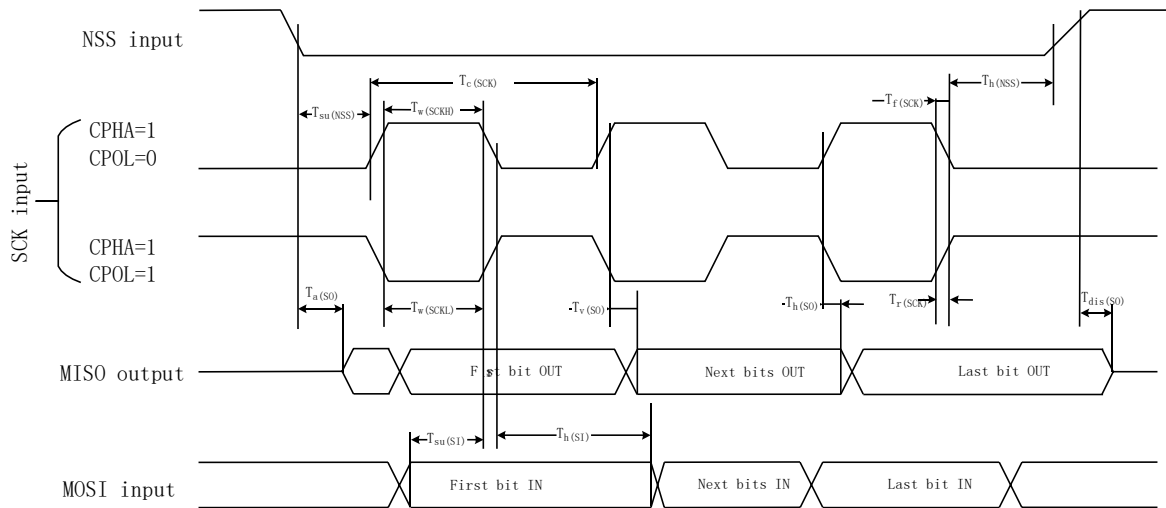 NSS input
Tc(SCK)
Tsu(NSS)
Tw(SCKH)
Tf(SCK)
Th(NSS)
SCK input
CPHA=1
CPOL=0
CPHA=1
CPOL=1
Ta(SO)
Tw(SCKL)
Tv(SO)
Th(SO)
Tr(SCK)
Tdis(SO)
MISO output
First bit OUT
Next bits OUT
Last bit OUT
Tsu(SI)
Th(SI)
MOSI input
First bit IN
Next bits IN
Last bit IN